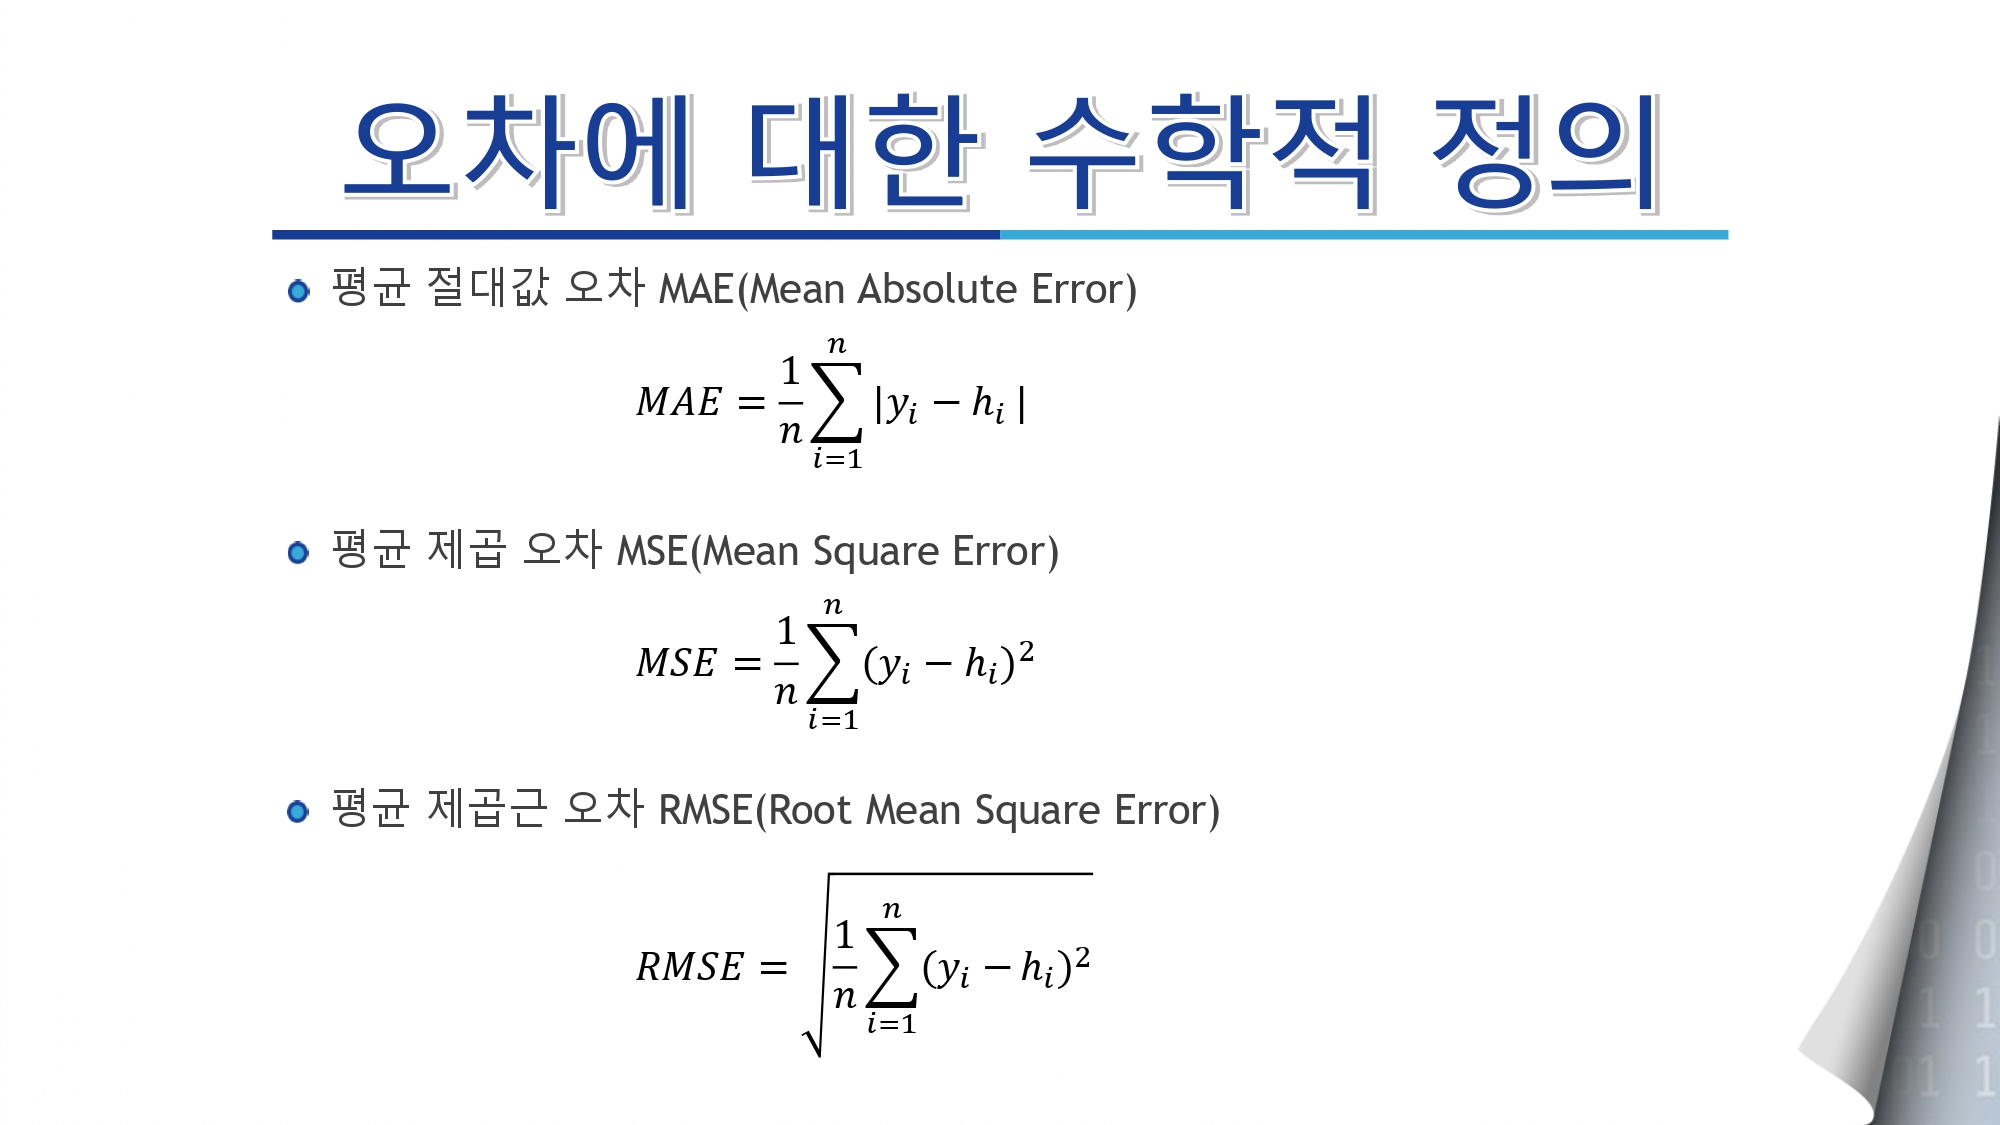 오차에 대한 수학적 정의
평균 절대값 오차 MAE(Mean Absolute Error)
$MAE = \frac{1}{n}\sum_{i=1}^{n}|y_i - h_i|$
평균 제곱 오차 MSE(Mean Square Error)
$MSE = \frac{1}{n}\sum_{i=1}^{n}(y_i - h_i)^2$
평균 제곱근 오차 RMSE(Root Mean Square Error)
$RMSE = \sqrt{\frac{1}{n}\sum_{i=1}^{n}(y_i - h_i)^2}$